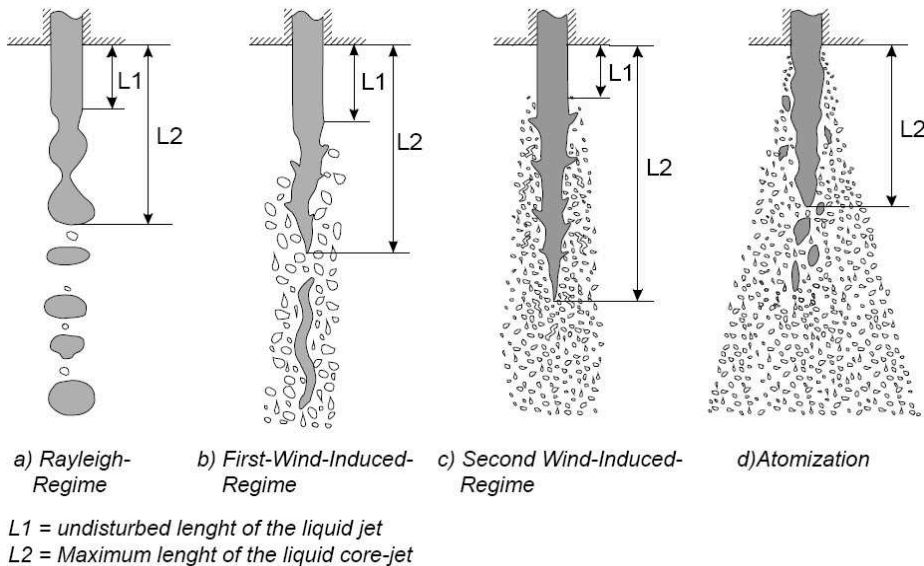 L1
L2
L1
L2
L1
L2
L2
a) Rayleigh-
Regime
b) First-Wind-Induced-
Regime
c) Second Wind-Induced-
Regime
d)Atomization
L1 = undisturbed lenght of the liquid jet
L2 = Maximum lenght of the liquid core-jet